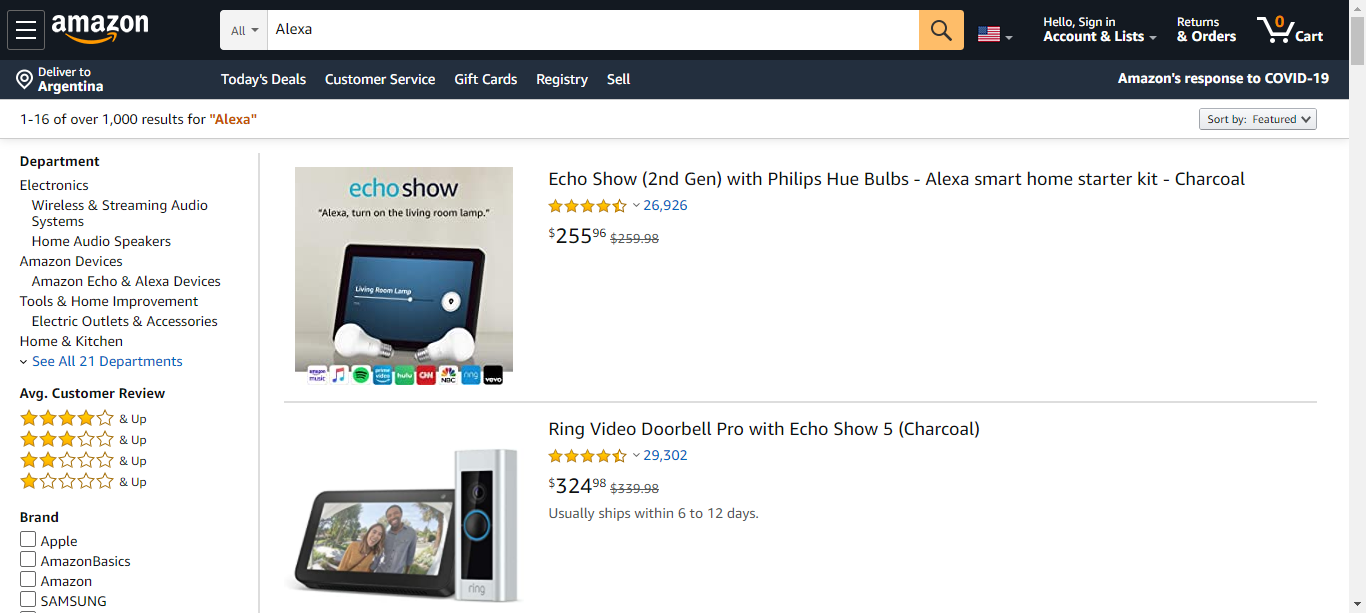 amazon
All
Alexa
Hello, Sign in
Account & Lists
Returns
& Orders
0
Cart
Deliver to
Argentina
Today's Deals
Customer Service
Gift Cards
Registry
Sell
Amazon's response to COVID-19
1-16 of over 1,000 results for "Alexa"
Sort by: Featured
Department
Electronics
Wireless & Streaming Audio
Systems
Home Audio Speakers
Amazon Devices
Amazon Echo & Alexa Devices
Tools & Home Improvement
Electric Outlets & Accessories
Home & Kitchen
See All 21 Departments
Avg. Customer Review
& Up
& Up
& Up
& Up
Brand
Apple
AmazonBasics
Amazon
SAMSUNG
echo show
"Alexa, turn on the living room lamp."
Living Room Lamp
amazon music
prime video
hulu
CNN
NBC
ring
vevo
Echo Show (2nd Gen) with Philips Hue Bulbs - Alexa smart home starter kit - Charcoal
26,926
$25596 $259.98
ring
Ring Video Doorbell Pro with Echo Show 5 (Charcoal)
29,302
$32498 $339.98
Usually ships within 6 to 12 days.